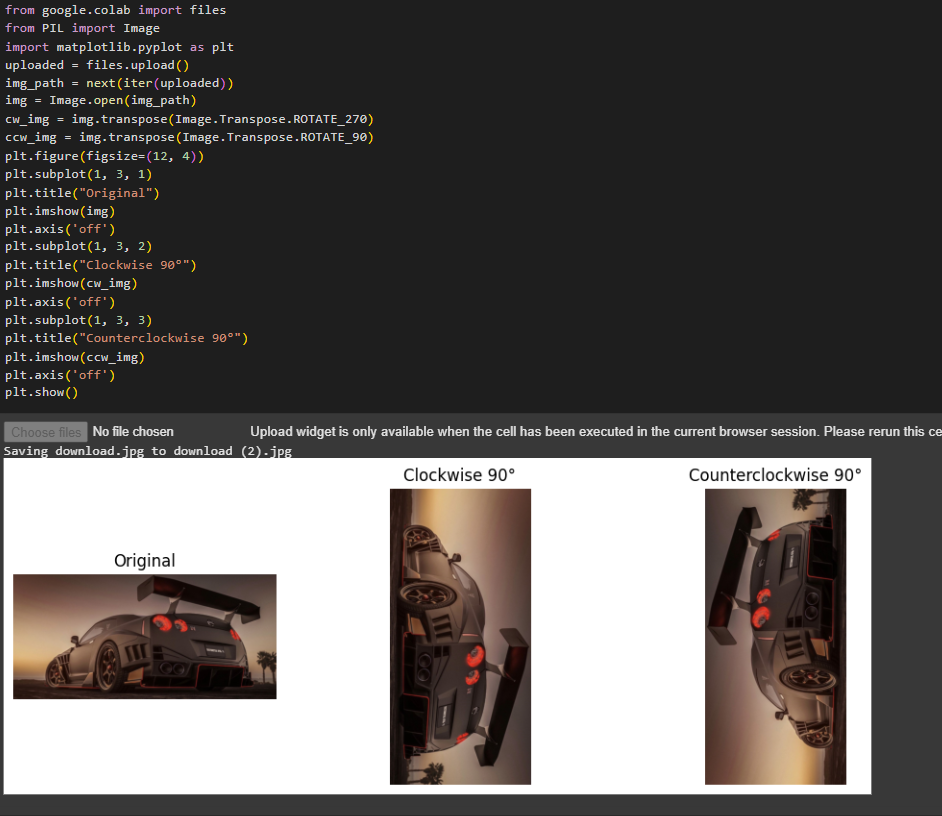 from google.colab import files
from PIL import Image
import matplotlib.pyplot as plt
uploaded = files.upload()
img_path = next(iter(uploaded))
img = Image.open(img_path)
cw_img = img.transpose(Image.Transpose.ROTATE_270)
ccw_img = img.transpose(Image.Transpose.ROTATE_90)
plt.figure(figsize=(12, 4))
plt.subplot(1, 3, 1)
plt.title("Original")
plt.imshow(img)
plt.axis('off')
plt.subplot(1, 3, 2)
plt.title("Clockwise 90°")
plt.imshow(cw_img)
plt.axis('off')
plt.subplot(1, 3, 3)
plt.title("Counterclockwise 90°")
plt.imshow(ccw_img)
plt.axis('off')
plt.show()
Choose files No file chosen Upload widget is only available when the cell has been executed in the current browser session. Please rerun this ce
Saving download.jpg to download (2).jpg
Original
Clockwise 90°
Counterclockwise 90°